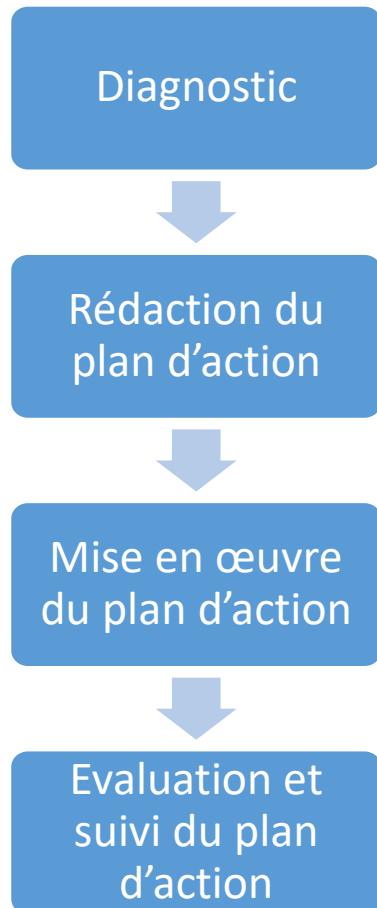 Diagnostic
Rédaction du
plan d’action
Mise en œuvre
du plan d’action
Evaluation et
suivi du plan
d’action